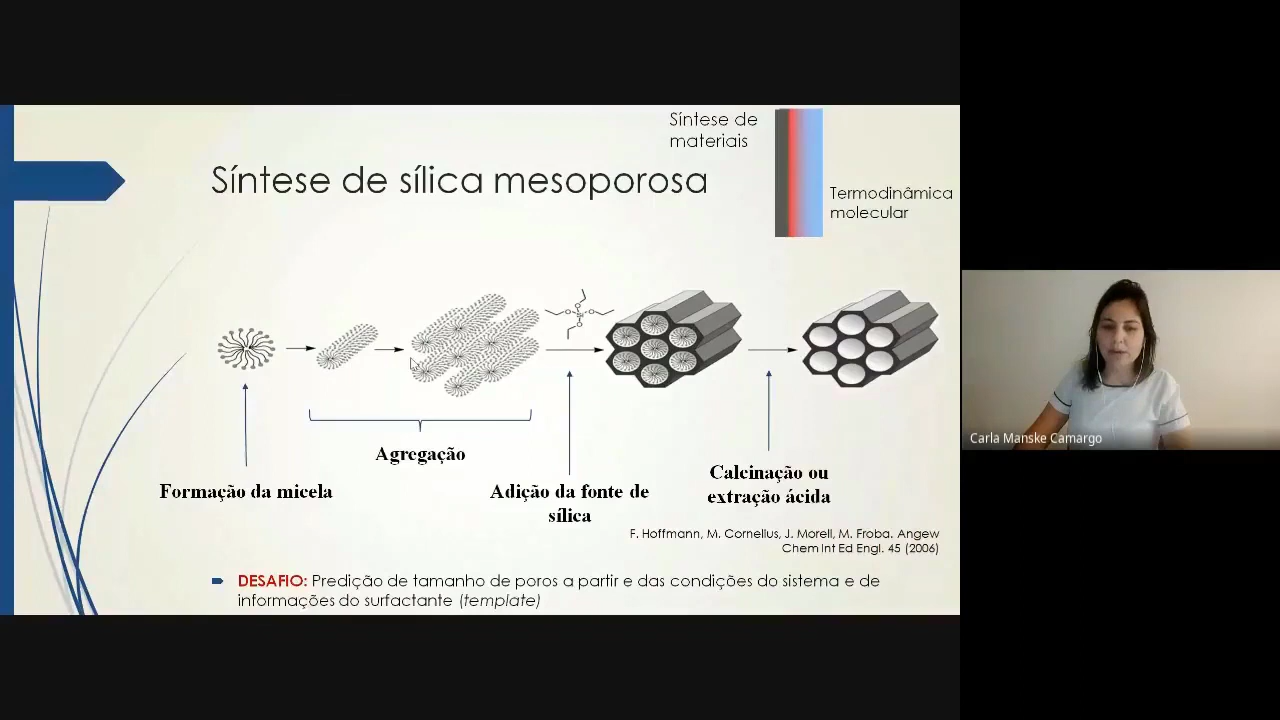 Síntese de
materiais
Síntese de sílica mesoporosa
Termodinâmica
molecular
Si
Agregação
Formação da micela
Adição da fonte de
sílica
Calcinação ou
extração ácida
F. Hoffmann, M. Cornelius, J. Morell, M. Froba. Angew
Chem Int Ed Engl. 45 (2006)
DESAFIO: Predição de tamanho de poros a partir e das condições do sistema e de
informações do surfactante (template)
Carla Manske Camargo